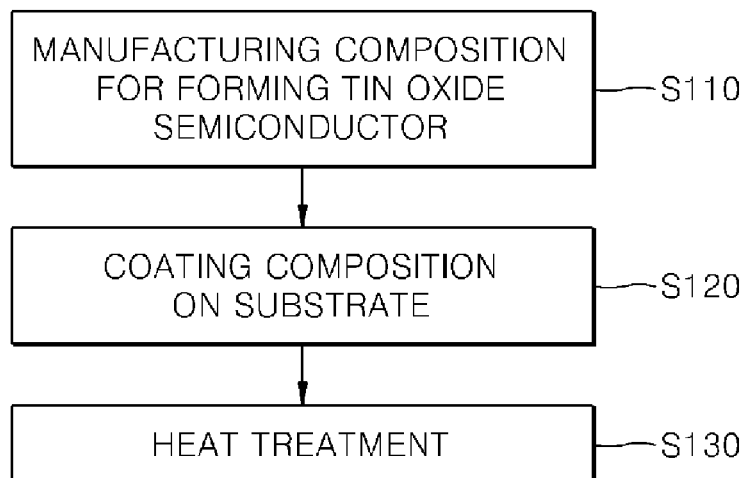 MANUFACTURING COMPOSITION
FOR FORMING TIN OXIDE
SEMICONDUCTOR
S110
COATING COMPOSITION
ON SUBSTRATE
S120
HEAT TREATMENT
S130